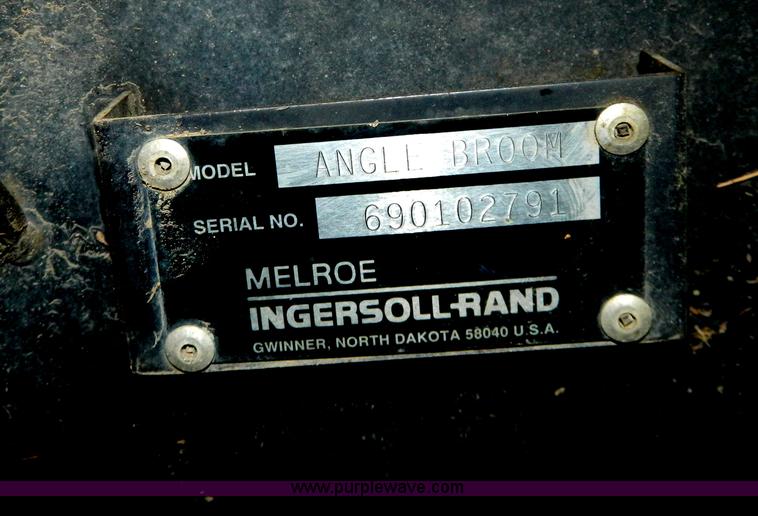 MODEL ANGLE BROOM
SERIAL NO. 690102791
MELROE
INGERSOLL-RAND
GWINNER, NORTH DAKOTA 58040 U.S.A.
www.purplewave.com